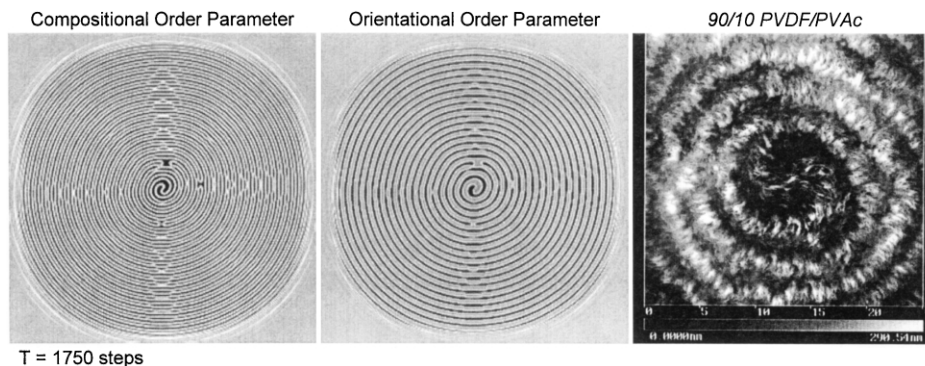 Compositional Order Parameter
Orientational Order Parameter
90/10 PVDF/PVAc
0 5 10 15 20
0.0000nm 290.54nm
T = 1750 steps